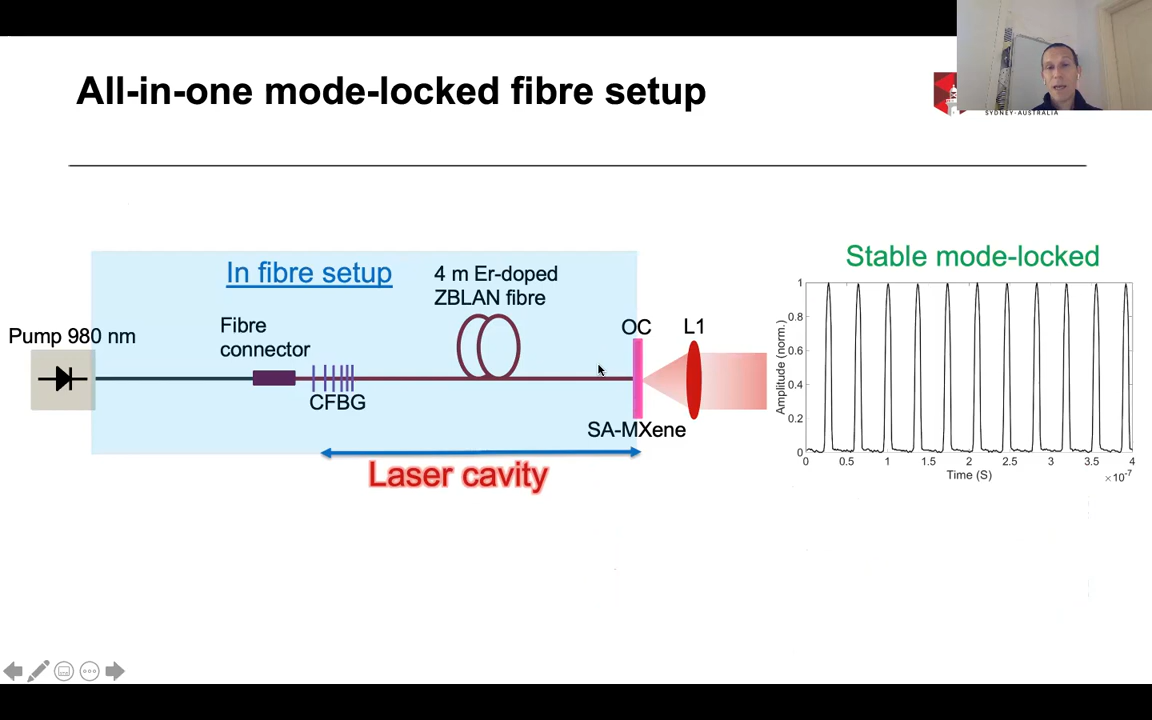 All-in-one mode-locked fibre setup
SYDNEY·AUSTRALIA
In fibre setup
4 m Er-doped
ZBLAN fibre
Pump 980 nm
Fibre
connector
CFBG
OC
L1
SA-MXene
Laser cavity
Stable mode-locked
Amplitude (norm.)
1
0.8
0.6
0.4
0.2
0
0 0.5 1 1.5 2 2.5 3 3.5 4
Time (S)
×10⁻⁷